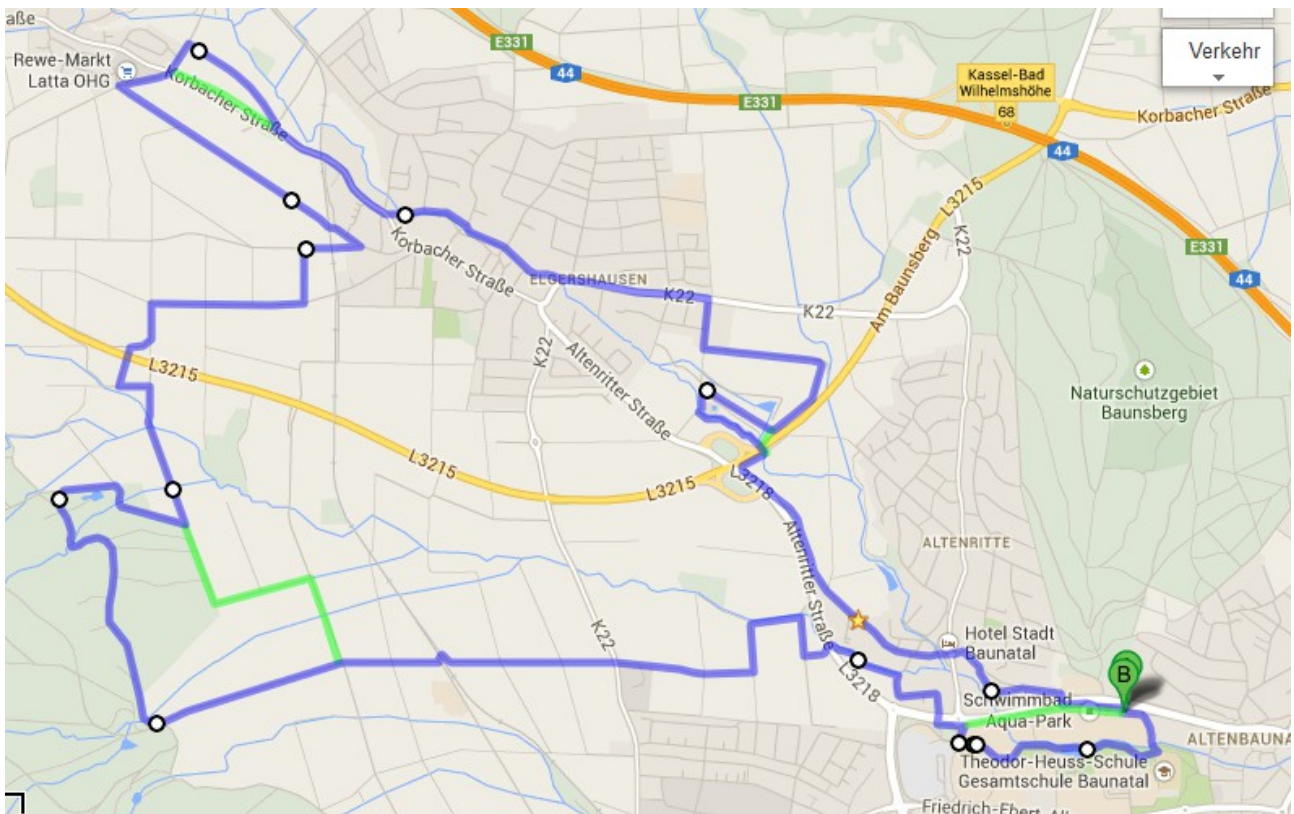 aße
E331
Verkehr
Rewe-Markt
Latta OHG
44
Kassel-Bad
Wilhelmshöhe
68
Korbacher Straße
E331
Korbacher Straße
44
L3215
K22
E331
Korbacher Straße
ELGERSHAUSEN
44
K22
K22
Am Baunsberg
L3215
K22
Altenritter Straße
Naturschutzgebiet
Baunsberg
L3215
L3215
L3218
Altenritter Straße
ALTENRITTE
K22
Hotel Stadt
Baunatal
L3218
B
Schwimmbad
Aqua-Park
ALTENBAUNA
Theodor-Heuss-Schule
Gesamtschule Baunatal
Friedrich-Ebert-All